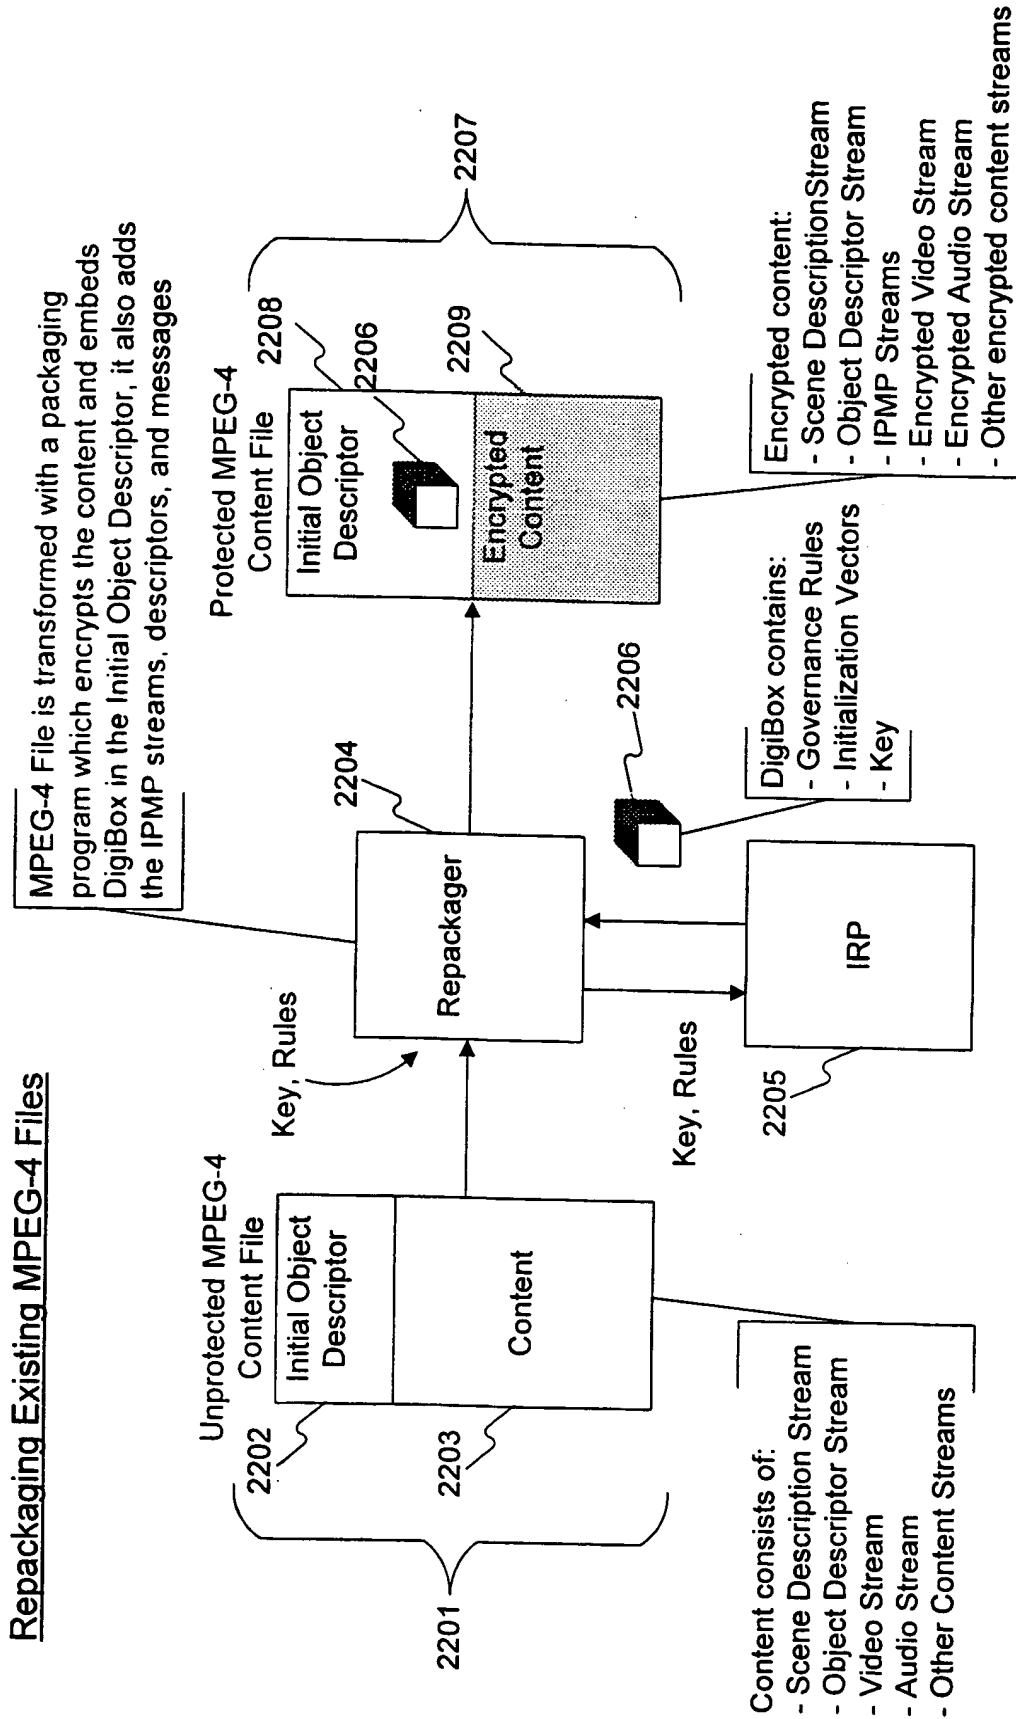 Repackaging Existing MPEG-4 Files
MPEG-4 File is transformed with a packaging
program which encrypts the content and embeds
DigiBox in the Initial Object Descriptor, it also adds
the IPMP streams, descriptors, and messages
Unprotected MPEG-4
Content File
2201
2202
Initial Object
Descriptor
2203
Content
Content consists of:
- Scene Description Stream
- Object Descriptor Stream
- Video Stream
- Audio Stream
- Other Content Streams
Key, Rules
2204
Repackager
Key, Rules
2205
IRP
2206
DigiBox contains:
- Governance Rules
- Initialization Vectors
- Key
Protected MPEG-4
Content File
Initial Object
Descriptor
2208
2206
2209
Encrypted
Content
2207
Encrypted content:
- Scene DescriptionStream
- Object Descriptor Stream
- IPMP Streams
- Encrypted Video Stream
- Encrypted Audio Stream
- Other encrypted content streams